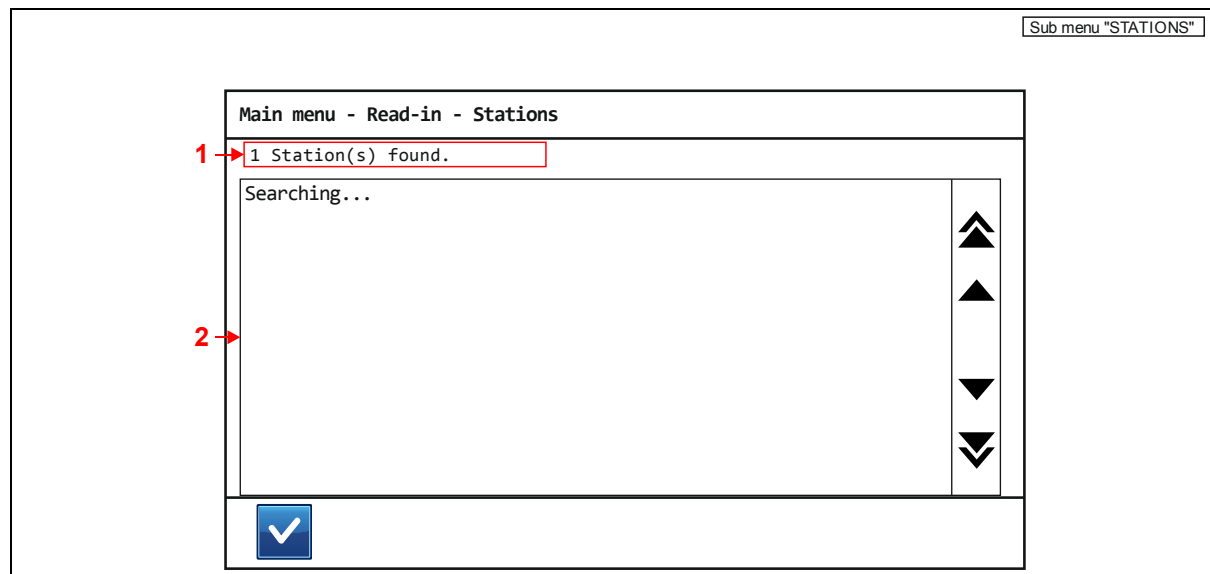 Sub menu "STATIONS"
Main menu - Read-in - Stations
1
1 Station(s) found.
Searching...
2